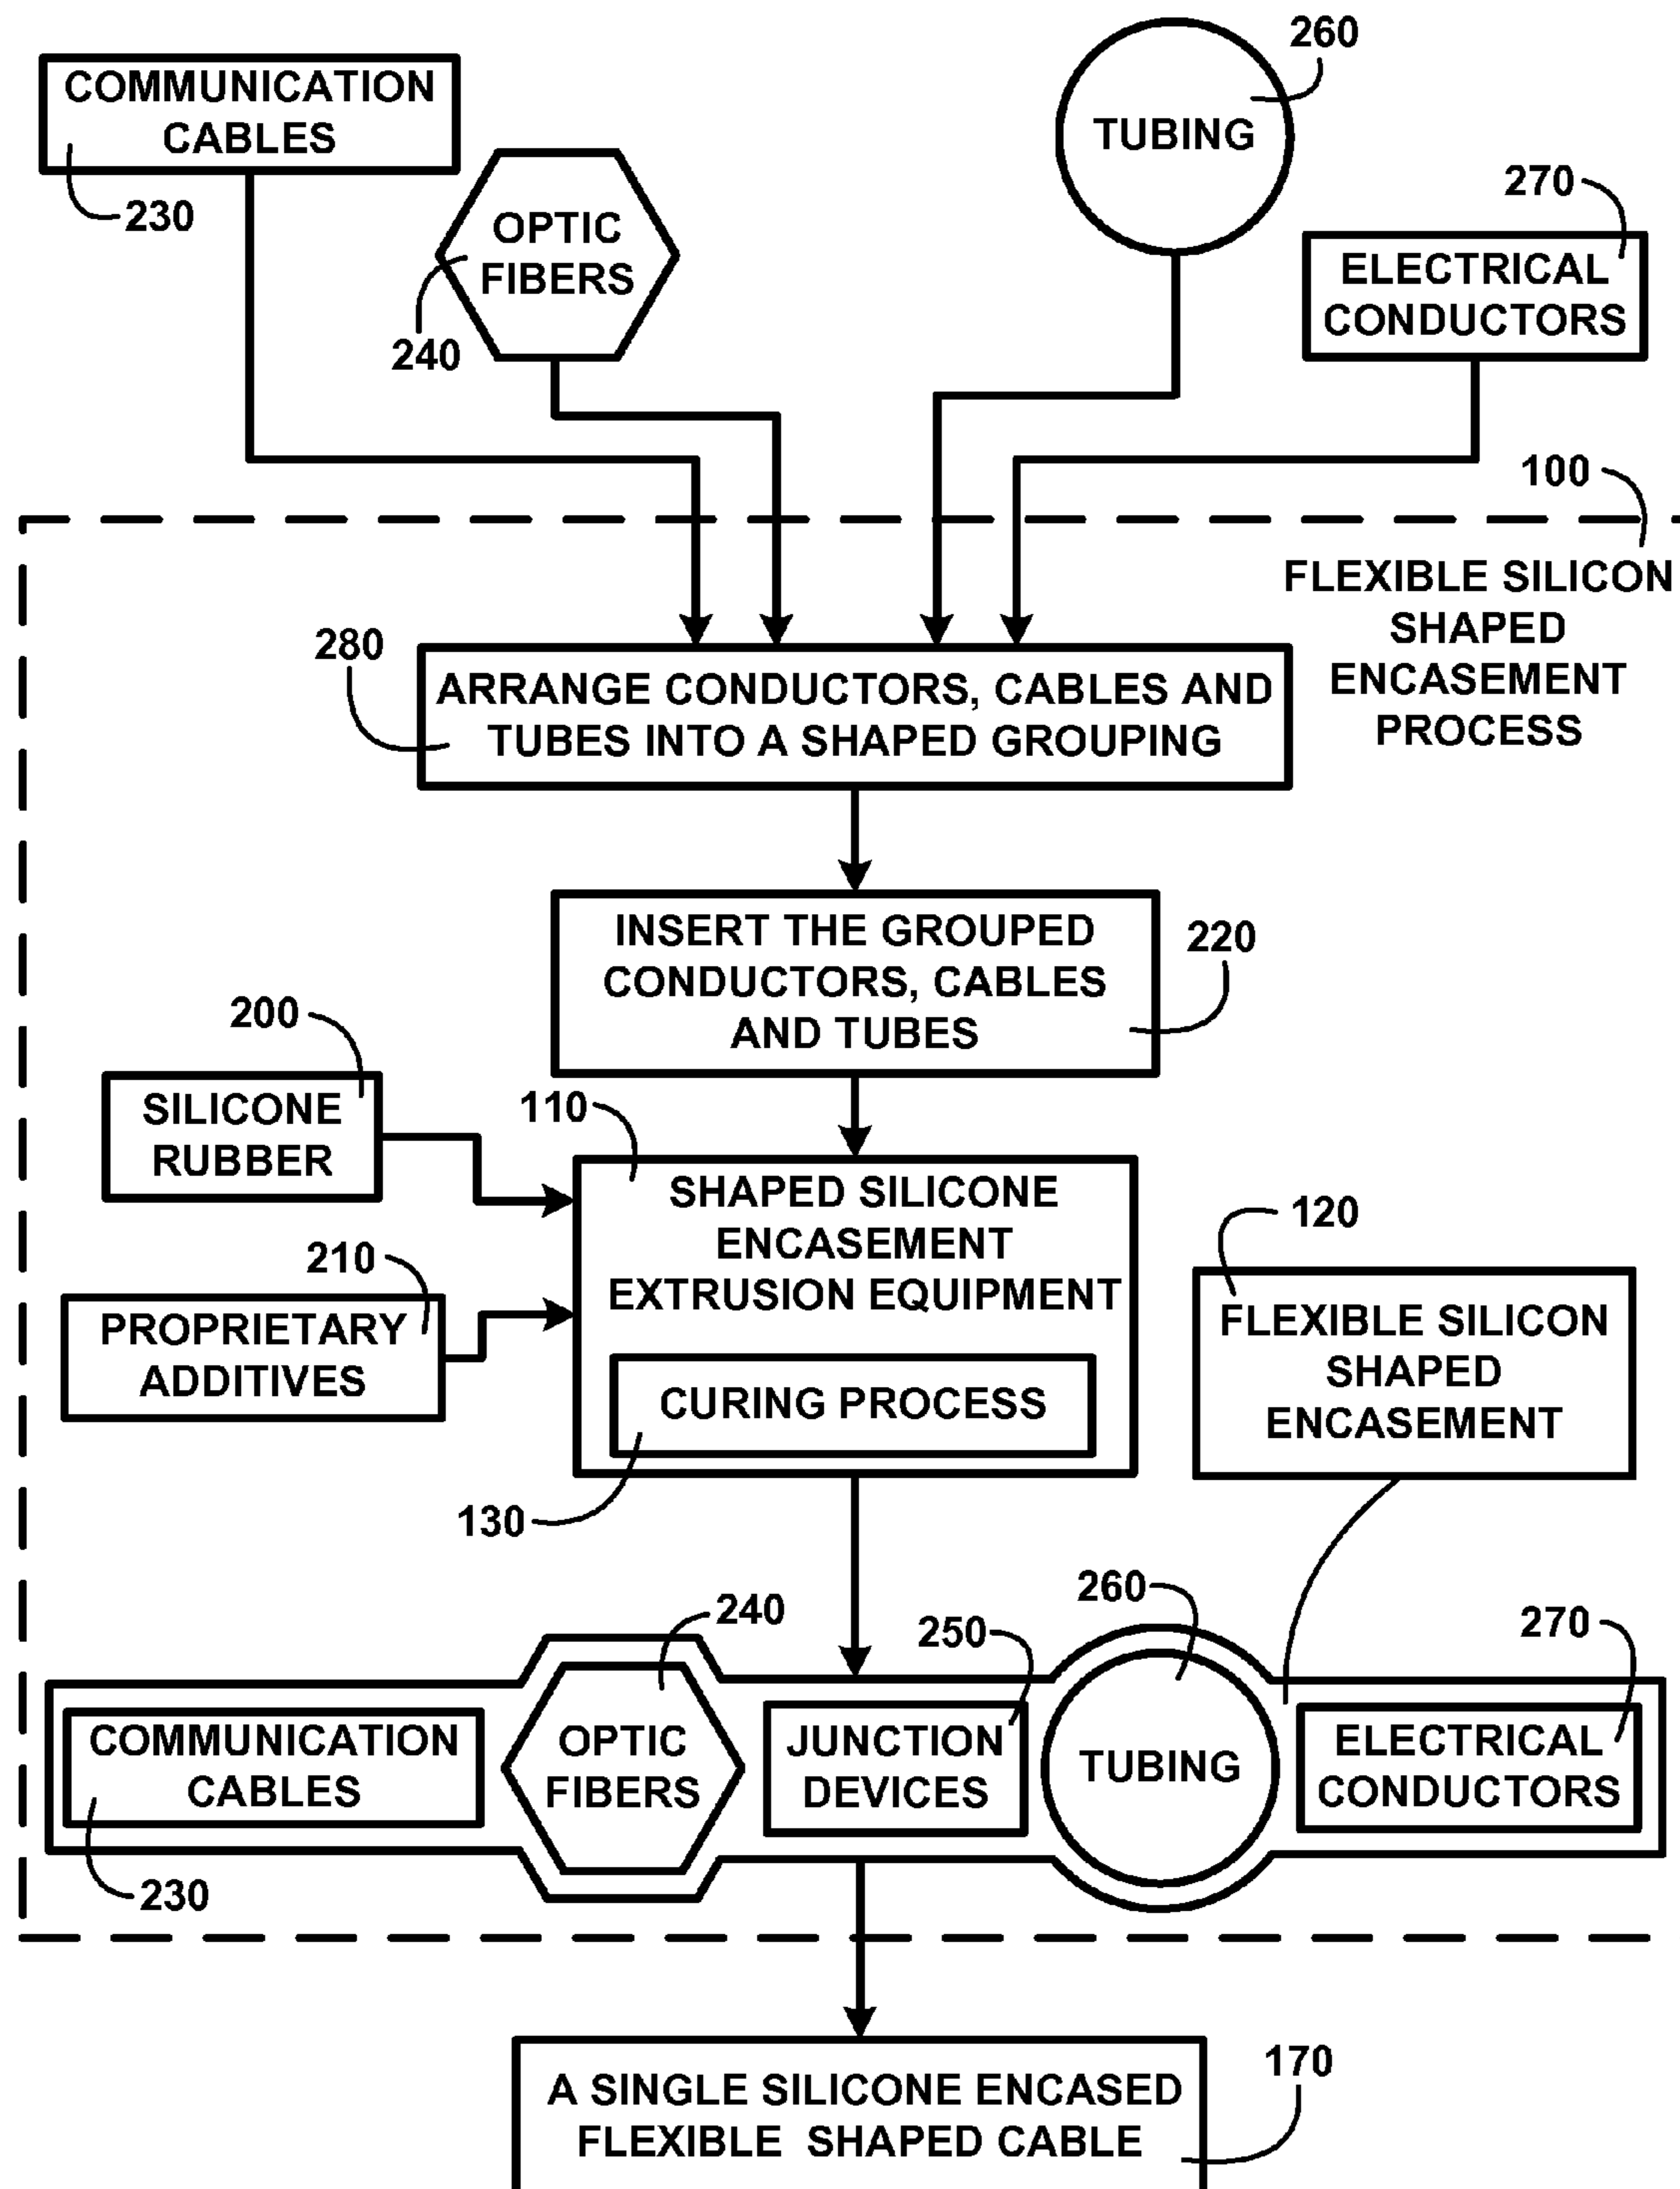 260
COMMUNICATION
CABLES
TUBING
230
270
OPTIC
FIBERS
ELECTRICAL
CONDUCTORS
240
100
FLEXIBLE SILICON
SHAPED
ENCASEMENT
PROCESS
280
ARRANGE CONDUCTORS, CABLES AND
TUBES INTO A SHAPED GROUPING
INSERT THE GROUPED
CONDUCTORS, CABLES
AND TUBES
220
200
SILICONE
RUBBER
110
SHAPED SILICONE
ENCASEMENT
EXTRUSION EQUIPMENT
120
210
PROPRIETARY
ADDITIVES
FLEXIBLE SILICON
SHAPED
ENCASEMENT
CURING PROCESS
130
240
250
260
270
COMMUNICATION
CABLES
OPTIC
FIBERS
JUNCTION
DEVICES
TUBING
ELECTRICAL
CONDUCTORS
230
170
A SINGLE SILICONE ENCASED
FLEXIBLE SHAPED CABLE